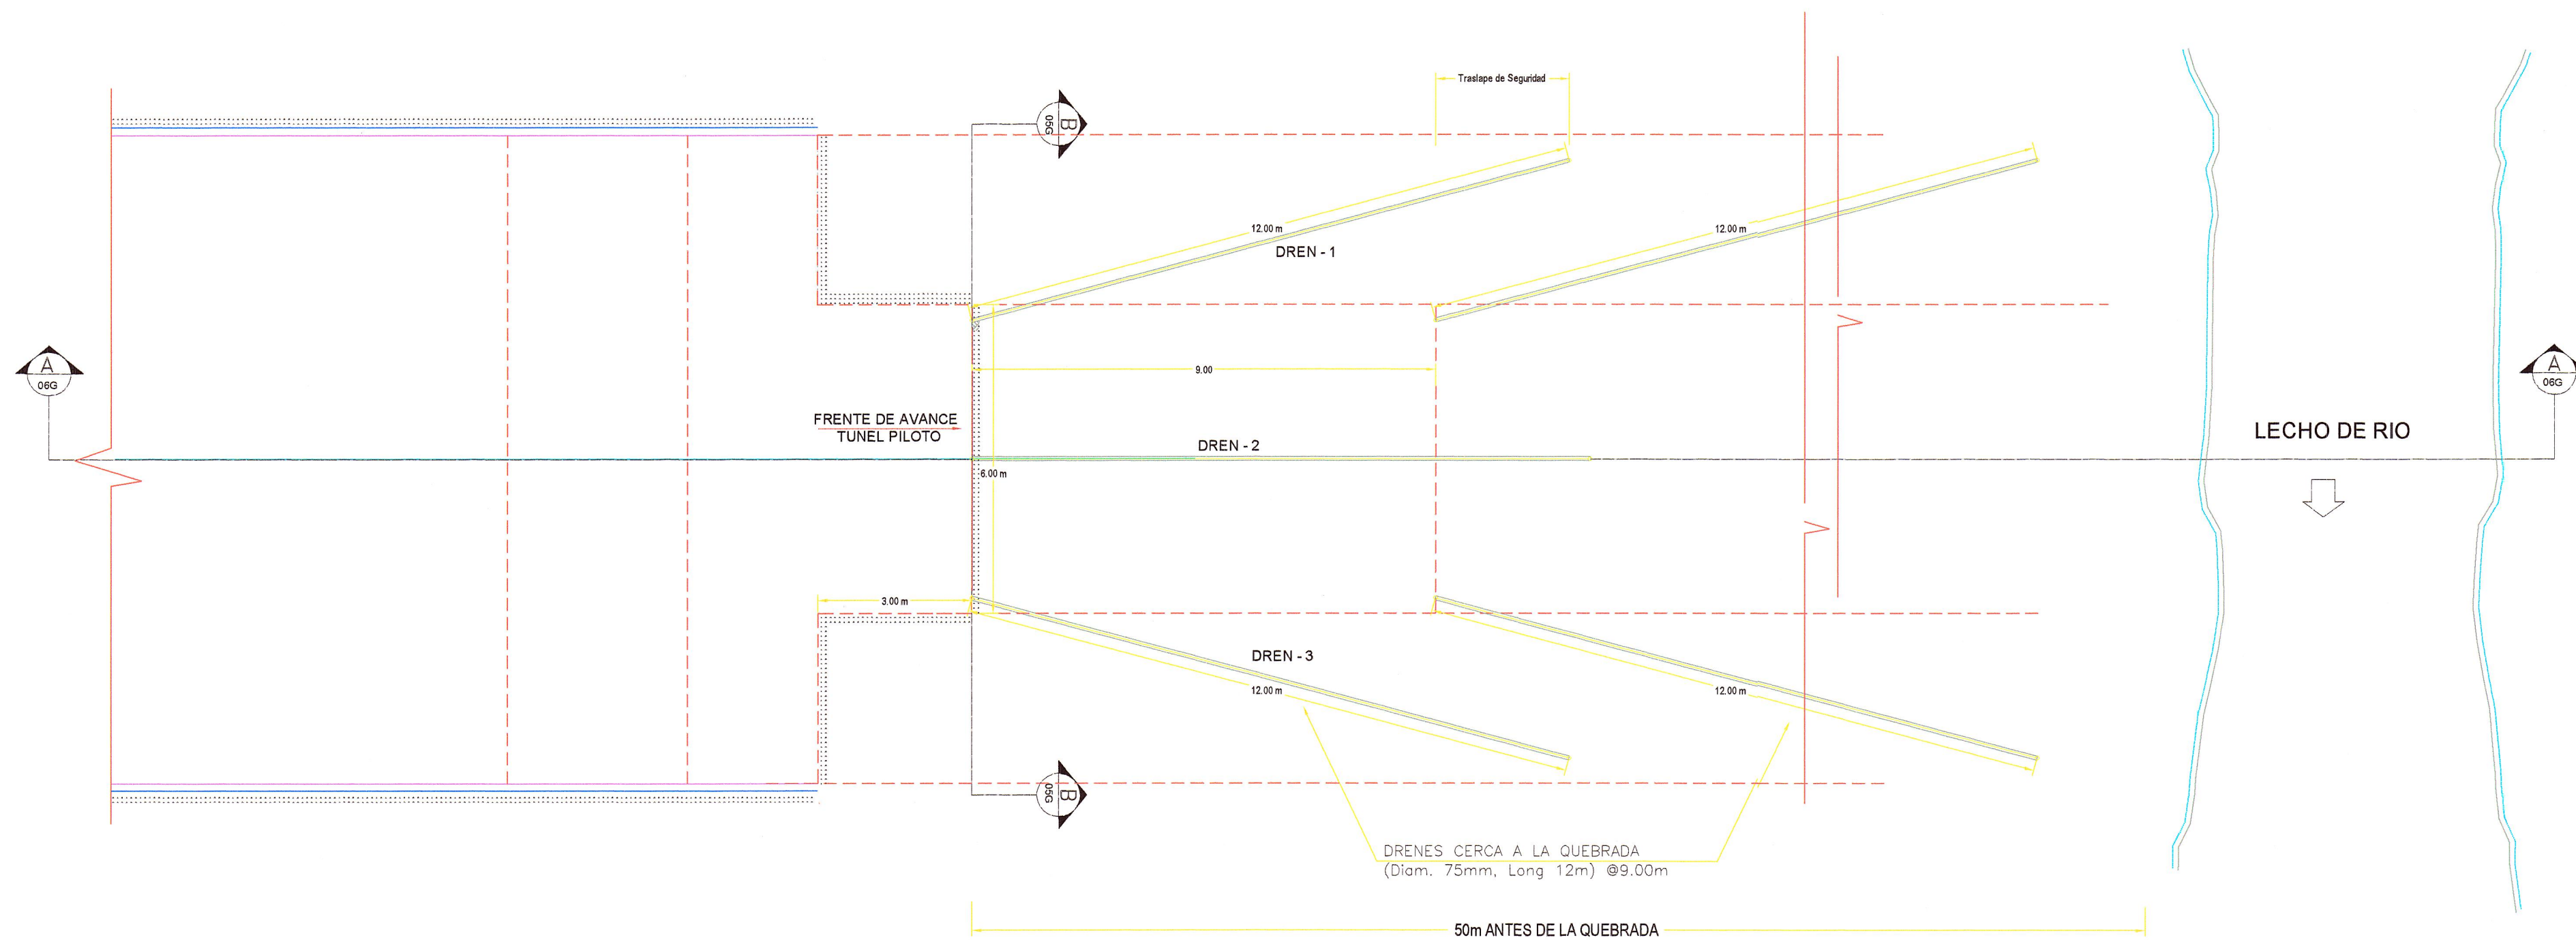 Traslape de Seguridad
B
05G
12.00 m
DREN - 1
12.00 m
A
06G
9.00
A
06G
FRENTE DE AVANCE
TUNEL PILOTO
DREN - 2
6.00 m
LECHO DE RIO
3.00 m
DREN - 3
12.00 m
12.00 m
B
05G
DRENES CERCA A LA QUEBRADA
(Diam. 75mm, Long 12m) @9.00m
50m ANTES DE LA QUEBRADA